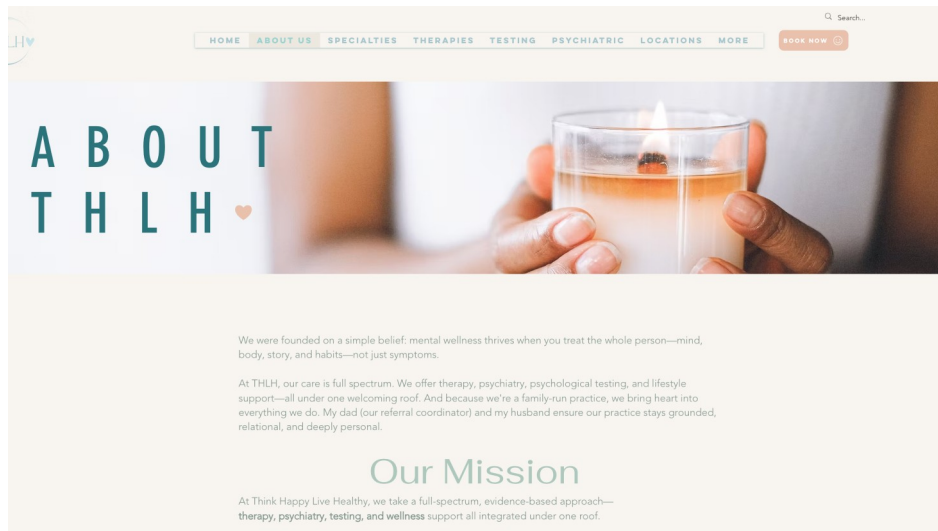 Search...
LH
HOME ABOUT US SPECIALTIES THERAPIES TESTING PSYCHIATRIC LOCATIONS MORE
BOOK NOW
ABOUT
THLH
We were founded on a simple belief: mental wellness thrives when you treat the whole person—mind,
body, story, and habits—not just symptoms.
At THLH, our care is full spectrum. We offer therapy, psychiatry, psychological testing, and lifestyle
support—all under one welcoming roof. And because we're a family-run practice, we bring heart into
everything we do. My dad (our referral coordinator) and my husband ensure our practice stays grounded,
relational, and deeply personal.
Our Mission
At Think Happy Live Healthy, we take a full-spectrum, evidence-based approach—
therapy, psychiatry, testing, and wellness support all integrated under one roof.